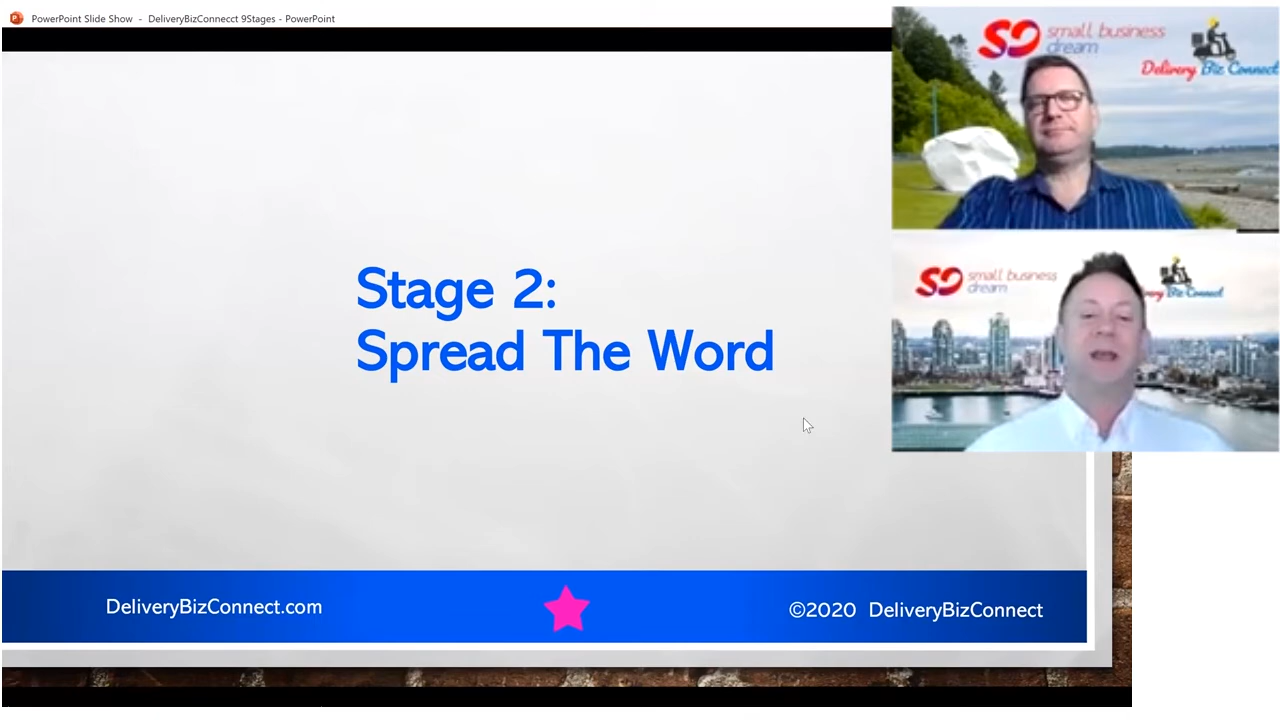 PowerPoint Slide Show - DeliveryBizConnecct 9Stages - PowerPoint
small business
dream
Delivery Biz Connect
small business
dream
Biz Connect
Stage 2:
Spread The Word
DeliveryBizConnect.com
©2020 DeliveryBizConnect